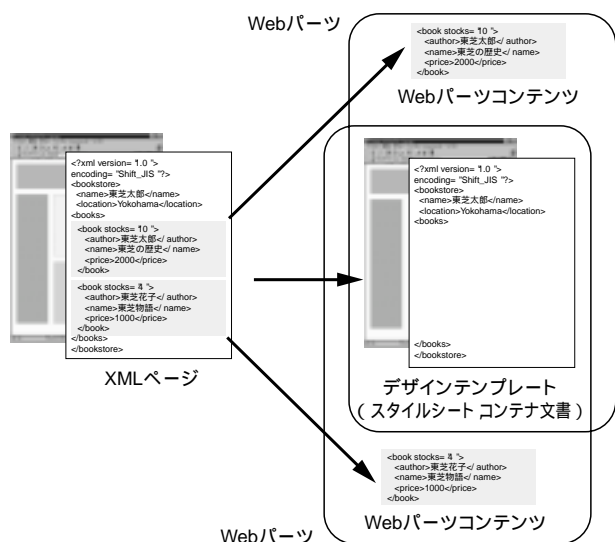 Webパーツ
<book stocks= "10 ">
<author>東芝太郎</ author>
<name>東芝の歴史</ name>
<price>2000</price>
</book>
Webパーツコンテンツ
<?xml version= "1.0 ">
encoding= "Shift_JIS "?>
<bookstore>
<name>東芝太郎</name>
<location>Yokohama</location>
<books>
<book stocks= "10 ">
<author>東芝太郎</ author>
<name>東芝の歴史</ name>
<price>2000</price>
</book>
<book stocks= "4 ">
<author>東芝花子</ author>
<name>東芝物語</ name>
<price>1000</price>
</book>
</books>
</bookstore>
XMLページ
<?xml version= "1.0 ">
encoding= "Shift_JIS "?>
<bookstore>
<name>東芝太郎</name>
<location>Yokohama</location>
<books>
</books>
</bookstore>
デザインテンプレート
( スタイルシート コンテナ文書 )
<book stocks= "4 ">
<author>東芝花子</ author>
<name>東芝物語</ name>
<price>1000</price>
</book>
Webパーツコンテンツ
Webパーツ